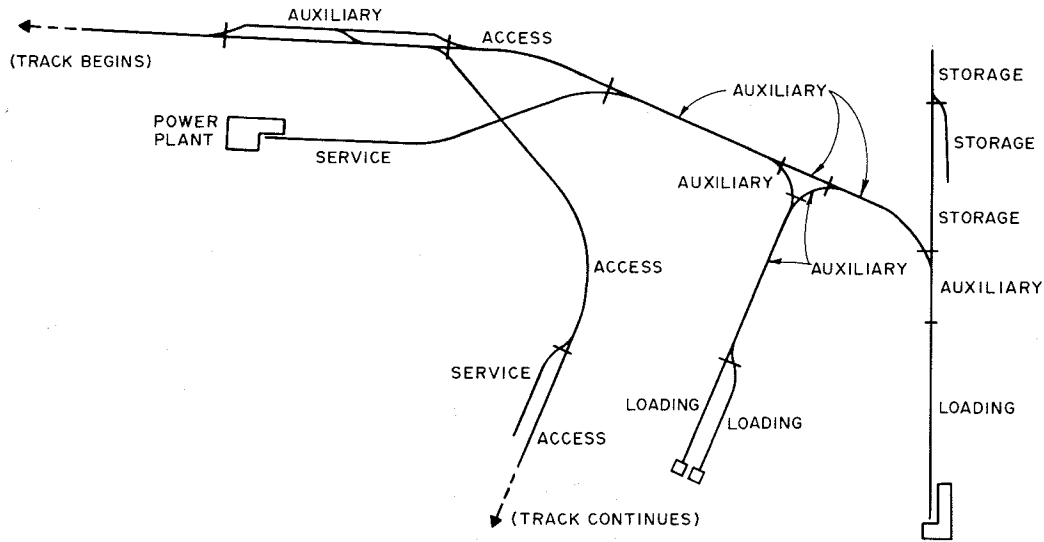 AUXILIARY
ACCESS
(TRACK BEGINS)
STORAGE
AUXILIARY
POWER
PLANT
SERVICE
STORAGE
AUXILIARY
STORAGE
ACCESS
AUXILIARY
AUXILIARY
SERVICE
LOADING
LOADING
LOADING
ACCESS
(TRACK CONTINUES)